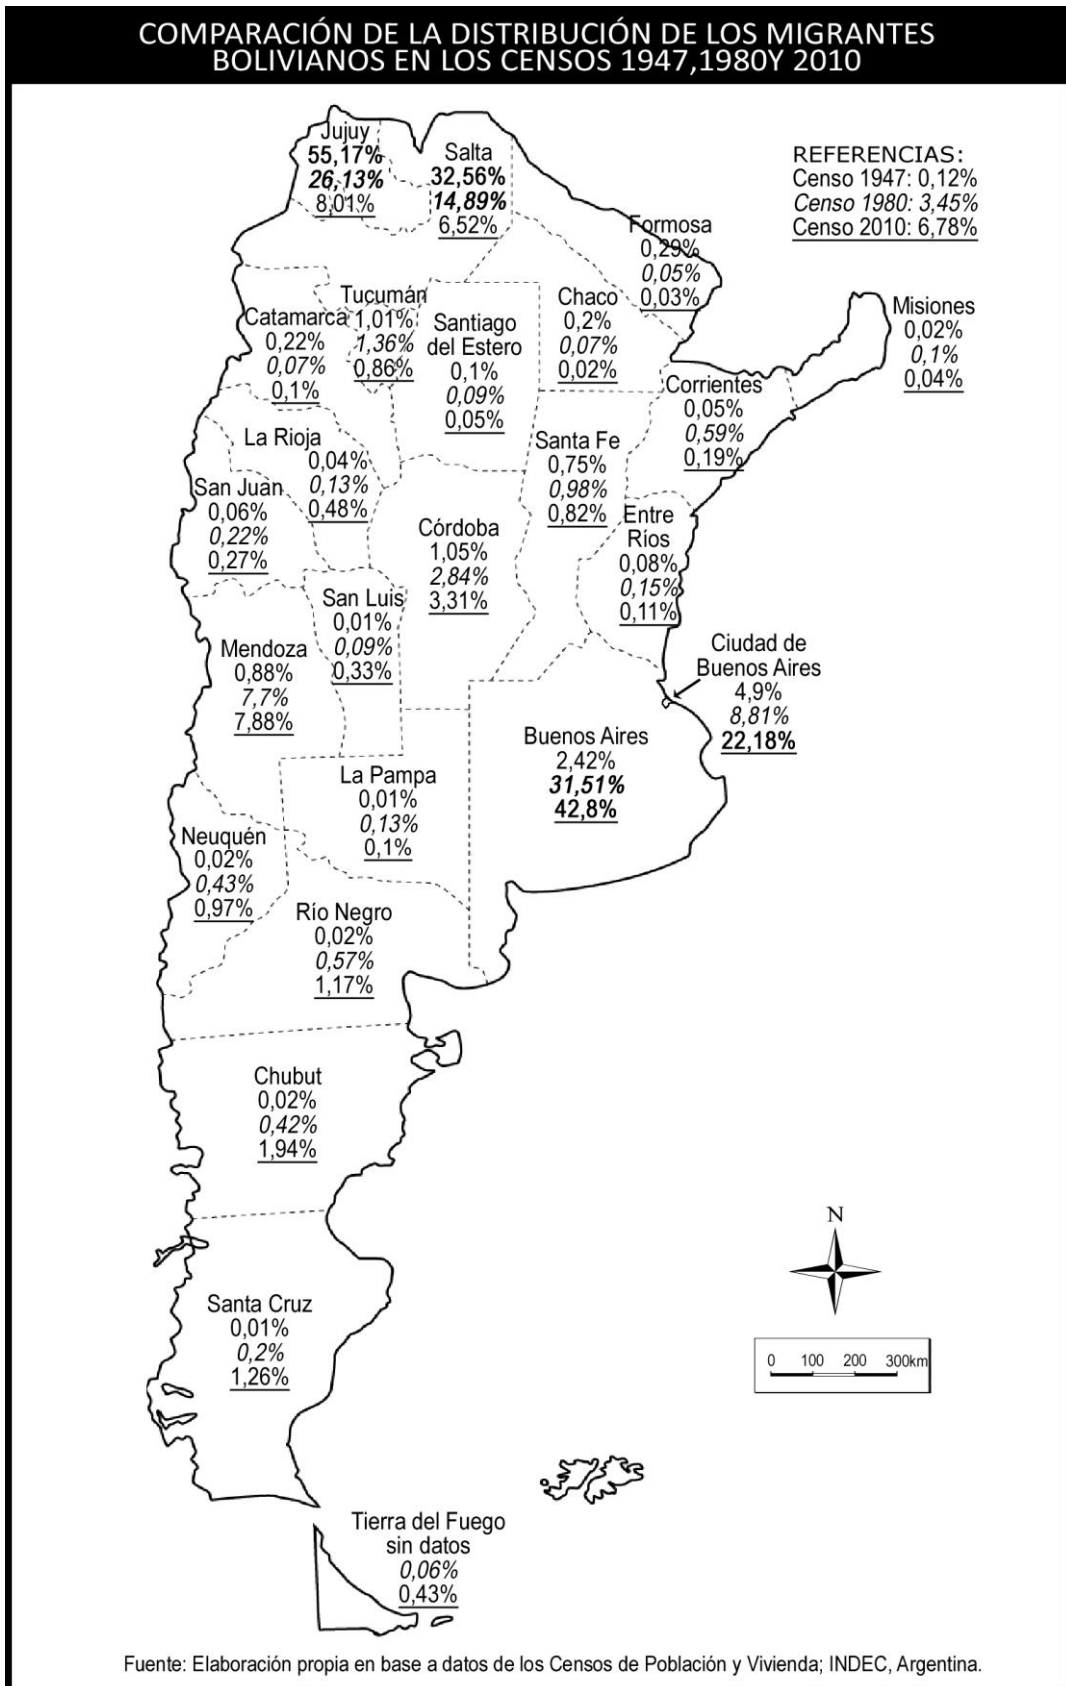 COMPARACIÓN DE LA DISTRIBUCIÓN DE LOS MIGRANTES
BOLIVIANOS EN LOS CENSOS 1947,1980Y 2010
REFERENCIAS:
Censo 1947: 0,12%
Censo 1980: 3,45%
Censo 2010: 6,78%
Jujuy
55,17%
26,13%
8,01%
Salta
32,56%
14,89%
6,52%
Formosa
0,29%
0,05%
0,03%
Misiones
0,02%
0,1%
0,04%
Catamarca
0,22%
0,07%
0,1%
Tucumán
1,01%
1,36%
0,86%
Santiago
del Estero
0,1%
0,09%
0,05%
Chaco
0,2%
0,07%
0,02%
Corrientes
0,05%
0,59%
0,19%
La Rioja
0,04%
0,13%
0,48%
San Juan
0,06%
0,22%
0,27%
Córdoba
1,05%
2,84%
3,31%
Santa Fe
0,75%
0,98%
0,82%
Entre
Ríos
0,08%
0,15%
0,11%
San Luis
0,01%
0,09%
0,33%
Mendoza
0,88%
7,7%
7,88%
Ciudad de
Buenos Aires
4,9%
8,81%
22,18%
Buenos Aires
2,42%
31,51%
42,8%
La Pampa
0,01%
0,13%
0,1%
Neuquén
0,02%
0,43%
0,97%
Río Negro
0,02%
0,57%
1,17%
Chubut
0,02%
0,42%
1,94%
Santa Cruz
0,01%
0,2%
1,26%
N
0 100 200 300km
Tierra del Fuego
sin datos
0,06%
0,43%
Fuente: Elaboración propia en base a datos de los Censos de Población y Vivienda; INDEC, Argentina.